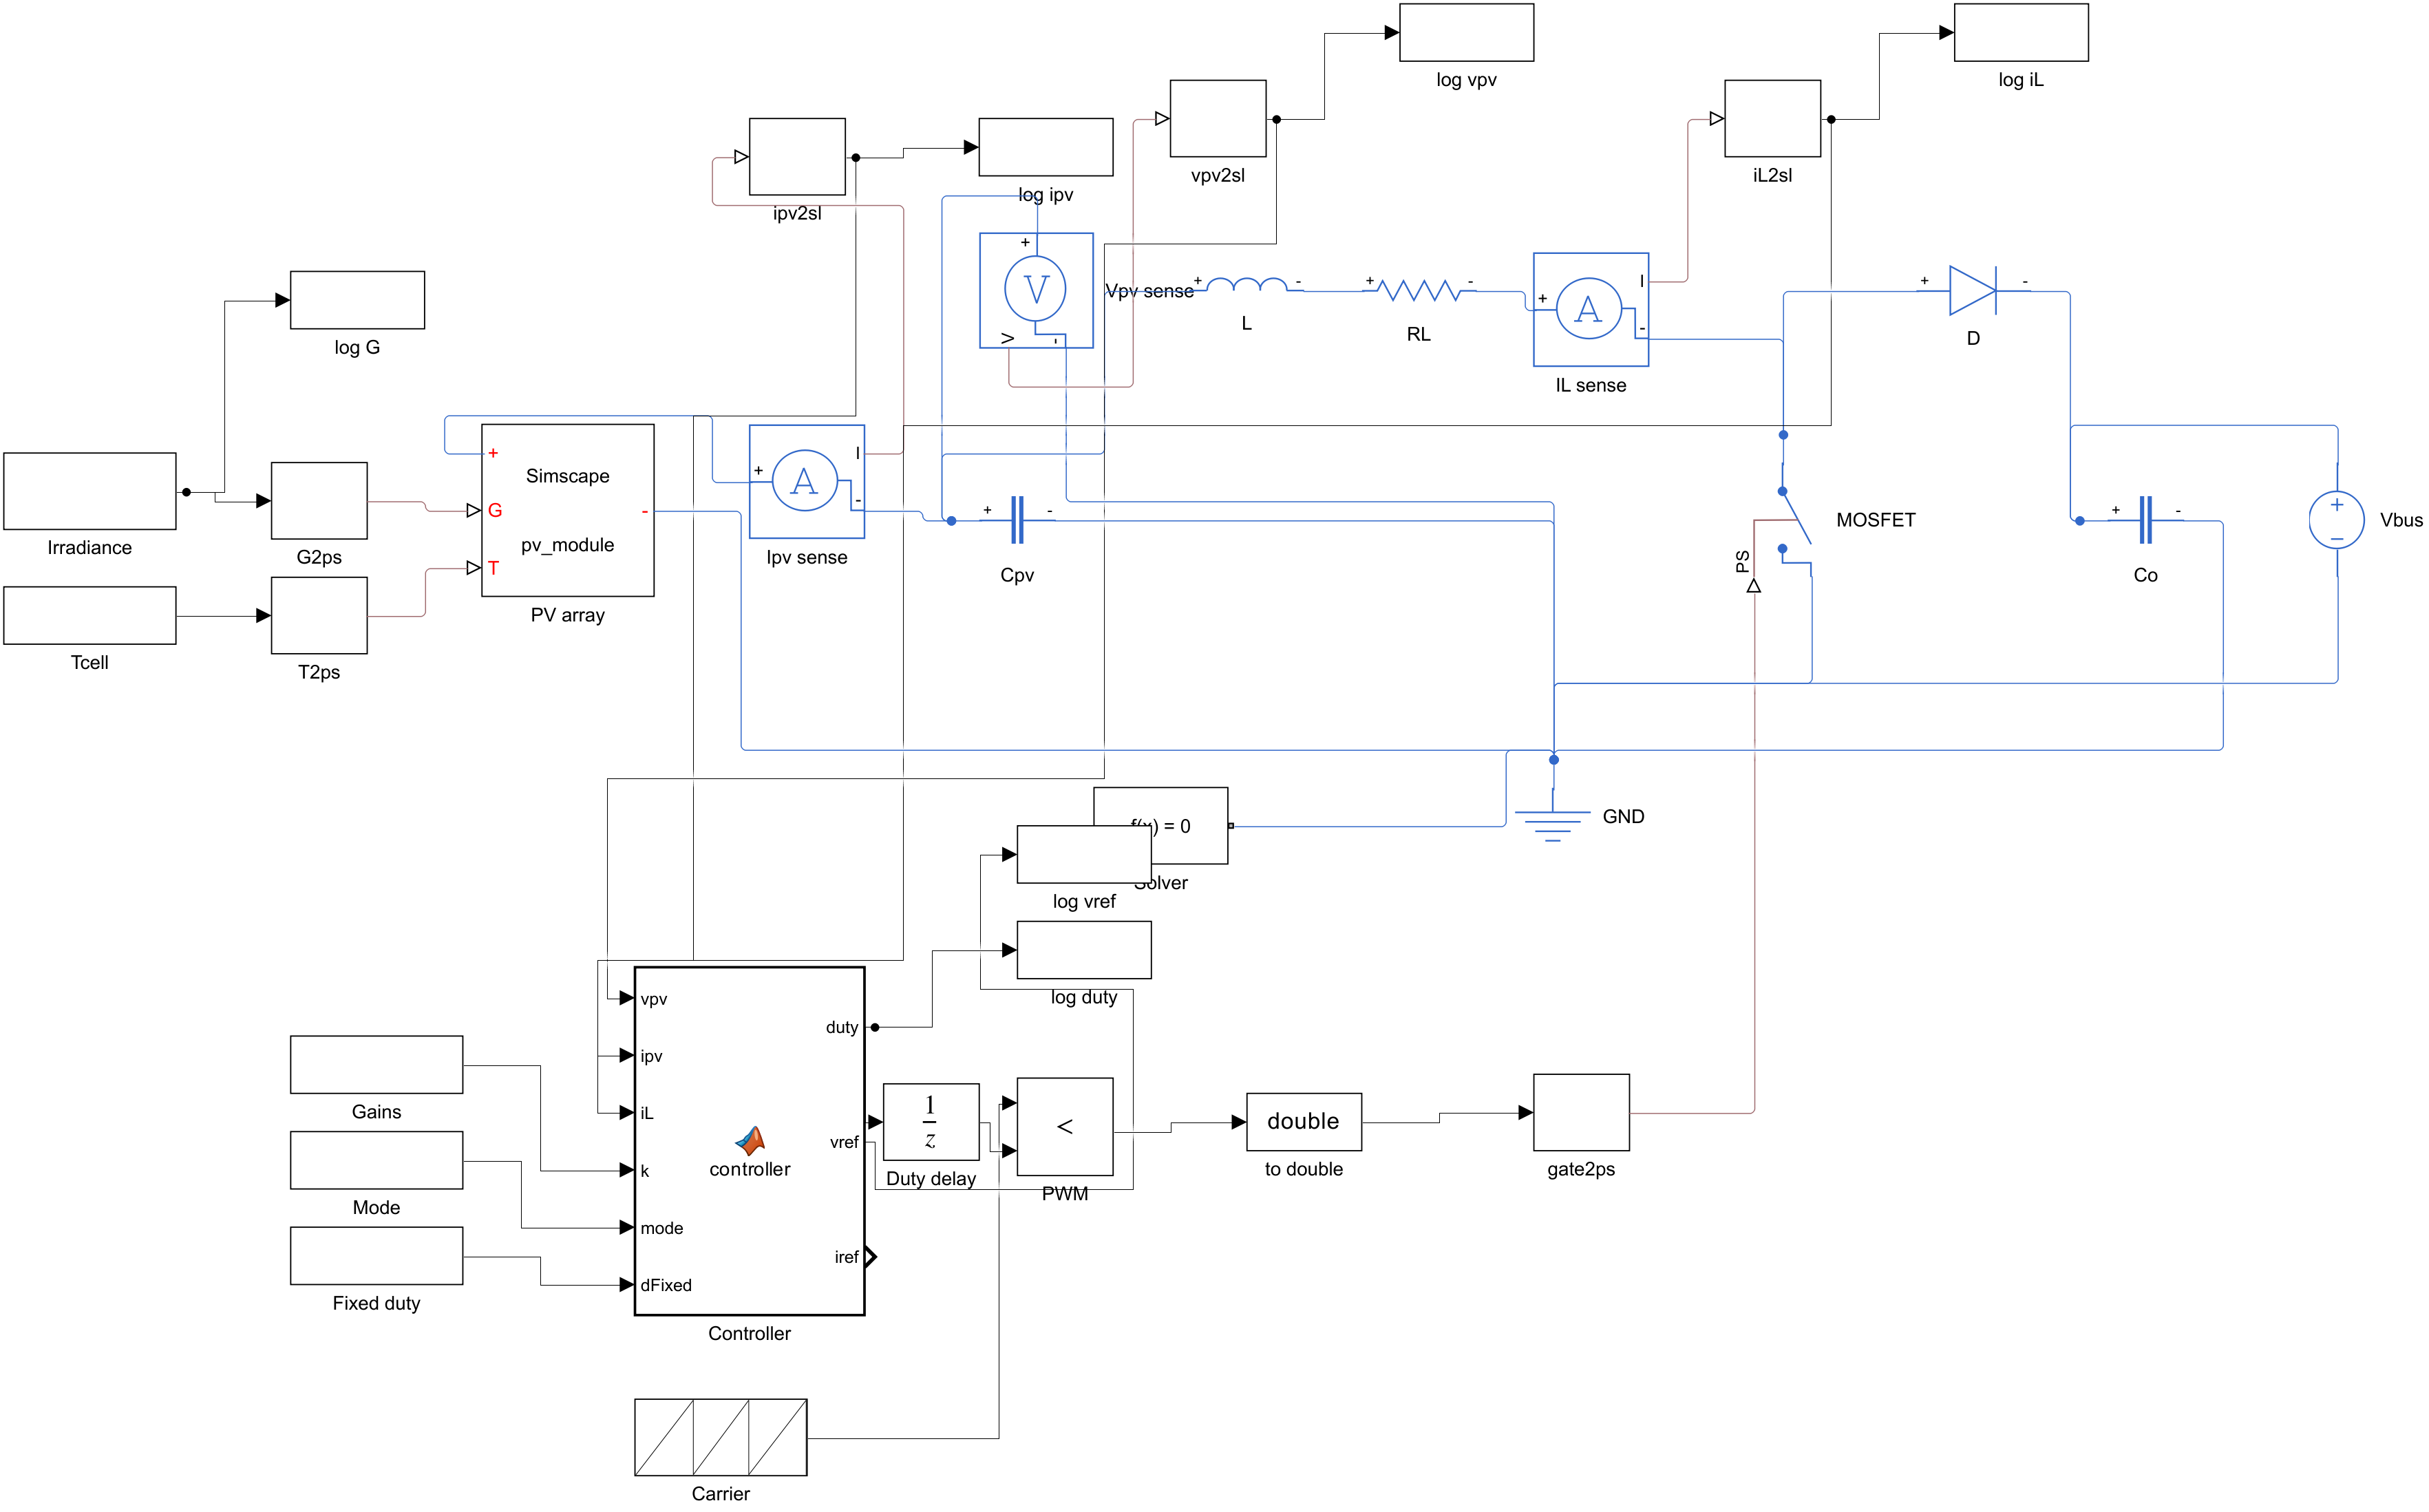 log vpv
log iL
vpv2sl
iL2sl
log ipv
ipv2sl
+
V
V
-
Vpv sense
+
-
L
+
-
RL
+
A
I
-
IL sense
+
-
D
log G
Irradiance
G2ps
Tcell
T2ps
+
Simscape
G
-
pv_module
T
PV array
+
A
I
-
Ipv sense
+
-
Cpv
MOSFET
PS
+
-
Co
+
−
Vbus
GND
f(x) = 0
Solver
log vref
log duty
vpv
ipv
iL
k
mode
dFixed
controller
duty
vref
iref
Controller
Gains
Mode
Fixed duty
1
z
Duty delay
<
PWM
double
to double
gate2ps
Carrier